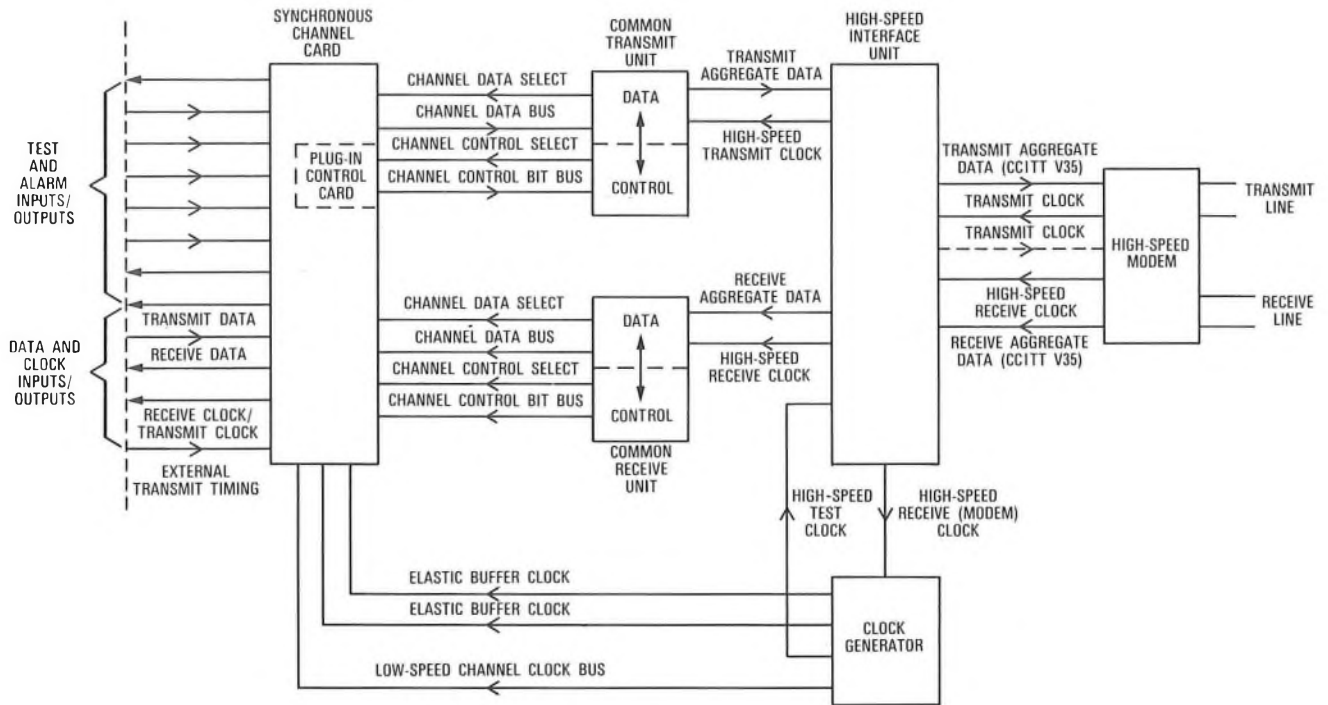 SYNCHRONOUS
CHANNEL
CARD
COMMON
TRANSMIT
UNIT
HIGH-SPEED
INTERFACE
UNIT
TEST
AND
ALARM
INPUTS/
OUTPUTS
CHANNEL DATA SELECT
CHANNEL DATA BUS
CHANNEL CONTROL SELECT
CHANNEL CONTROL BIT BUS
PLUG-IN
CONTROL
CARD
DATA
CONTROL
TRANSMIT
AGGREGATE DATA
HIGH-SPEED
TRANSMIT CLOCK
TRANSMIT AGGREGATE
DATA (CCITT V35)
TRANSMIT CLOCK
TRANSMIT CLOCK
HIGH-SPEED
RECEIVE CLOCK
RECEIVE AGGREGATE
DATA (CCITT V35)
HIGH-SPEED
MODEM
TRANSMIT
LINE
RECEIVE
LINE
DATA AND
CLOCK
INPUTS/
OUTPUTS
TRANSMIT DATA
RECEIVE DATA
RECEIVE CLOCK/
TRANSMIT CLOCK
EXTERNAL
TRANSMIT TIMING
CHANNEL DATA SELECT
CHANNEL DATA BUS
CHANNEL CONTROL SELECT
CHANNEL CONTROL BIT BUS
DATA
CONTROL
COMMON
RECEIVE
UNIT
RECEIVE
AGGREGATE DATA
HIGH-SPEED
RECEIVE CLOCK
HIGH-SPEED
TEST
CLOCK
HIGH-SPEED
RECEIVE (MODEM)
CLOCK
ELASTIC BUFFER CLOCK
ELASTIC BUFFER CLOCK
LOW-SPEED CHANNEL CLOCK BUS
CLOCK
GENERATOR